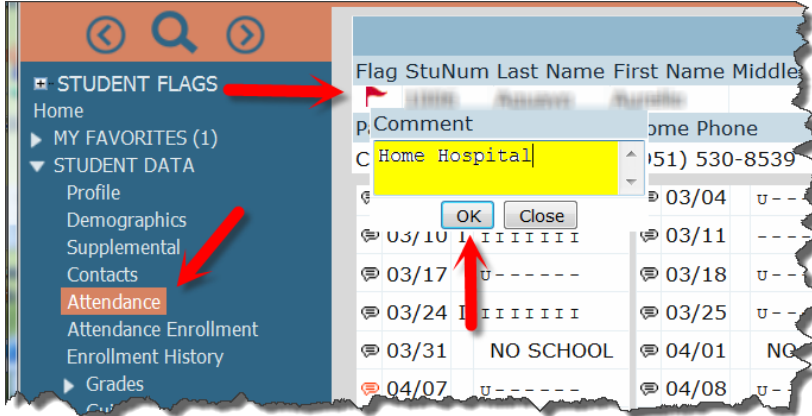 STUDENT FLAGS
Home
MY FAVORITES (1)
STUDENT DATA
Profile
Demographics
Supplemental
Contacts
Attendance
Attendance Enrollment
Enrollment History
Grades
Flag StuNum Last Name First Name Middle
Comment
Home Hospital
OK Close
ome Phone
951) 530-8539
03/04 U--
03/10 I IIIIIII 03/11 ----
03/17 U------ 03/18 U--
03/24 I IIIIIII 03/25 U--
03/31 NO SCHOOL 04/01 NO
04/07 U------ 04/08 U--